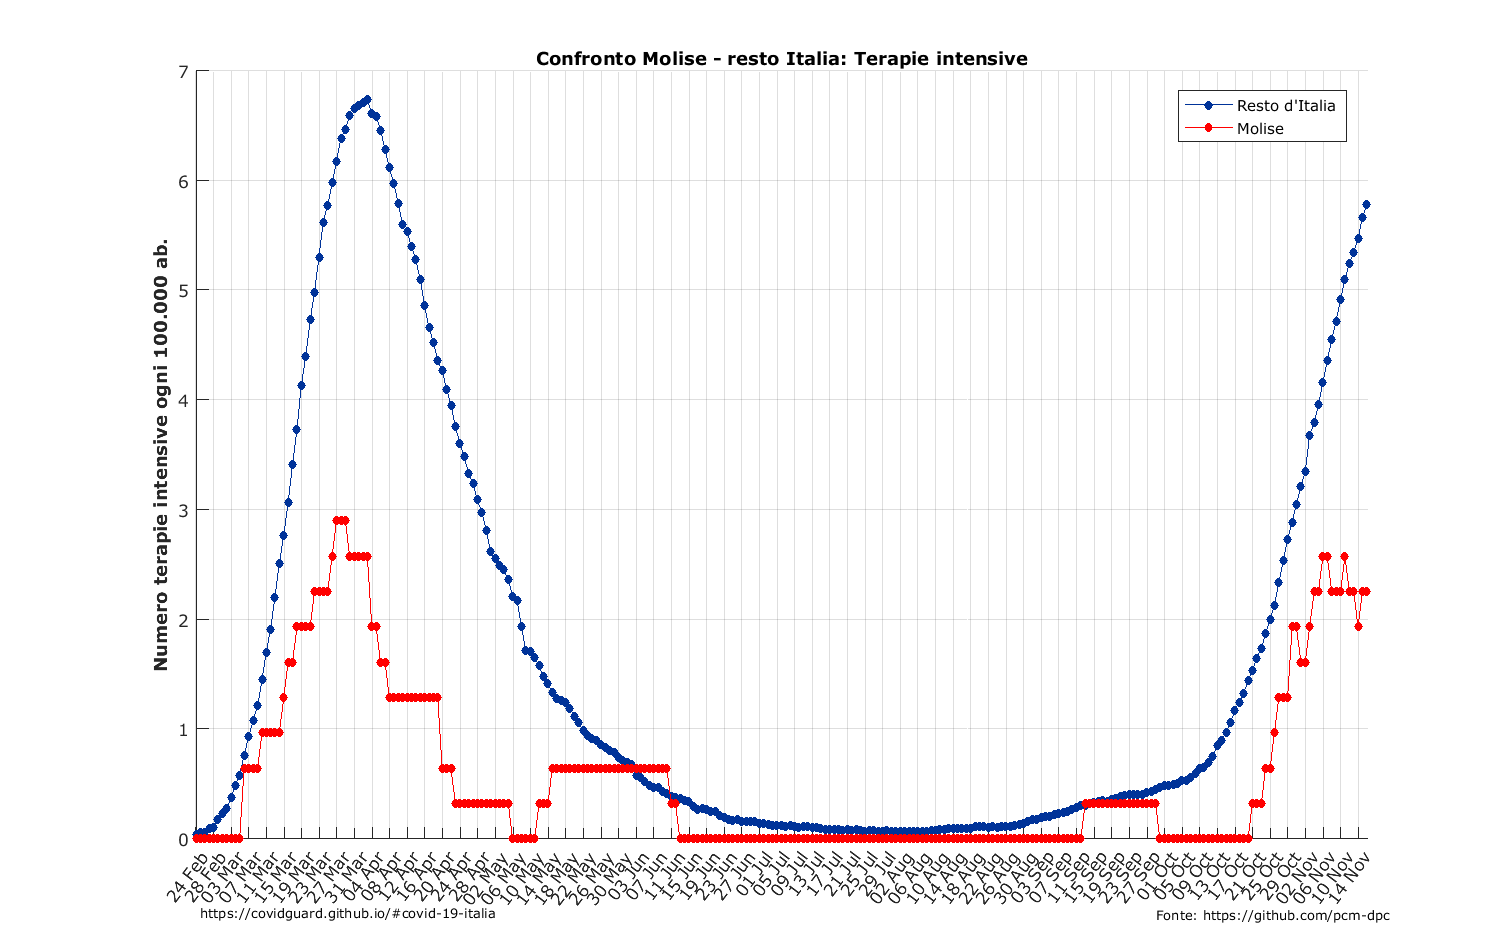 Confronto Molise - resto Italia: Terapie intensive
Numero terapie intensive ogni 100.000 ab.
7
6
5
4
3
2
1
0
Resto d'Italia
Molise
24 Feb
28 Feb
03 Mar
07 Mar
11 Mar
15 Mar
19 Mar
23 Mar
27 Mar
31 Mar
04 Apr
08 Apr
12 Apr
16 Apr
20 Apr
24 Apr
28 Apr
02 May
06 May
10 May
14 May
18 May
22 May
26 May
30 May
03 Jun
07 Jun
11 Jun
15 Jun
19 Jun
23 Jun
27 Jun
01 Jul
05 Jul
09 Jul
13 Jul
17 Jul
21 Jul
25 Jul
29 Jul
02 Aug
06 Aug
10 Aug
14 Aug
18 Aug
22 Aug
26 Aug
30 Aug
03 Sep
07 Sep
11 Sep
15 Sep
19 Sep
23 Sep
27 Sep
01 Oct
05 Oct
09 Oct
13 Oct
17 Oct
21 Oct
25 Oct
29 Oct
02 Nov
06 Nov
10 Nov
14 Nov
https://covidguard.github.io/#covid-19-italia
Fonte: https://github.com/pcm-dpc